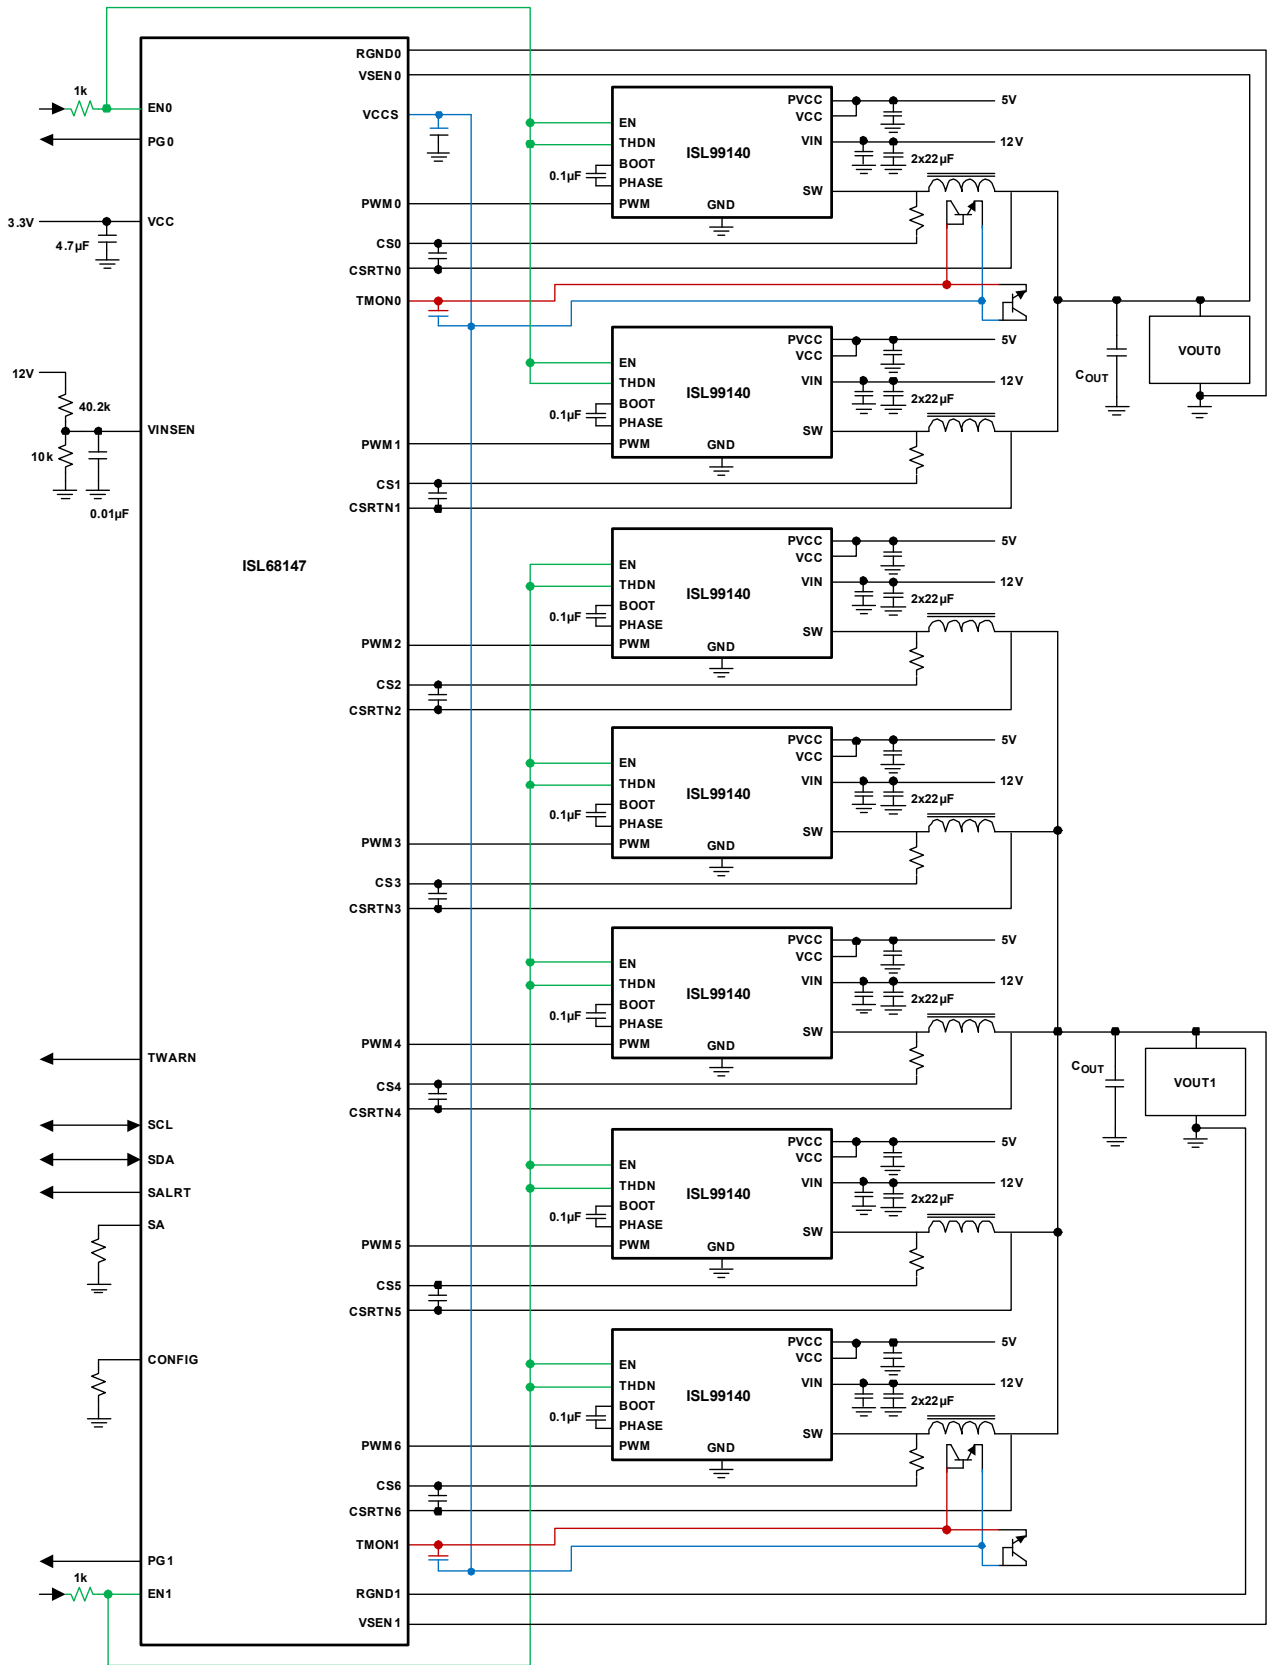 RGND0
VSEN0
1k
EN0
PG0
VCCS
PWM0
3.3V
VCC
4.7µF
CS0
CSRTN0
TMON0
12V
40.2k
VINSEN
10k
0.01µF
PWM1
CS1
CSRTN1
ISL68147
PWM2
CS2
CSRTN2
PWM3
CS3
CSRTN3
PWM4
TWARN
CS4
CSRTN4
SCL
SDA
SALRT
SA
PWM5
CS5
CSRTN5
CONFIG
PWM6
CS6
CSRTN6
TMON1
PG1
1k
EN1
RGND1
VSEN1
PVCC
5V
VCC
EN
THDN
VIN
12V
ISL99140
BOOT
2x22µF
0.1µF
PHASE
SW
PWM
GND
PVCC
5V
VCC
EN
THDN
VIN
12V
ISL99140
BOOT
2x22µF
0.1µF
PHASE
SW
PWM
GND
COUT
VOUT0
PVCC
5V
VCC
EN
THDN
VIN
12V
ISL99140
BOOT
2x22µF
0.1µF
PHASE
SW
PWM
GND
PVCC
5V
VCC
EN
THDN
VIN
12V
ISL99140
BOOT
2x22µF
0.1µF
PHASE
SW
PWM
GND
PVCC
5V
VCC
EN
THDN
VIN
12V
ISL99140
BOOT
2x22µF
0.1µF
PHASE
SW
PWM
GND
COUT
VOUT1
PVCC
5V
VCC
EN
THDN
VIN
12V
ISL99140
BOOT
2x22µF
0.1µF
PHASE
SW
PWM
GND
PVCC
5V
VCC
EN
THDN
VIN
12V
ISL99140
BOOT
2x22µF
0.1µF
PHASE
SW
PWM
GND